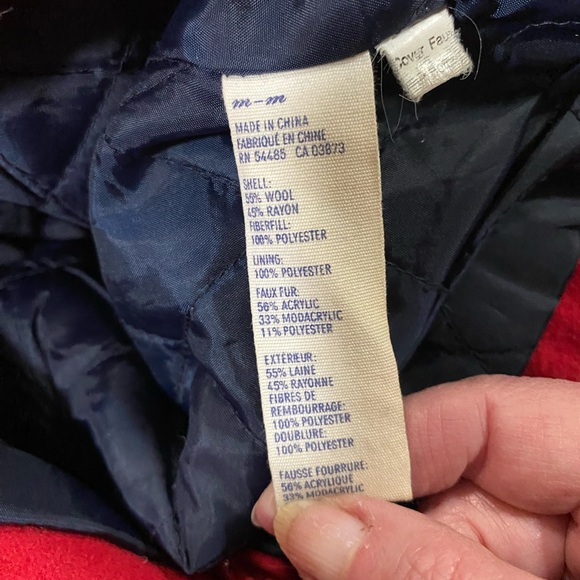 m-m
MADE IN CHINA
FABRIQUÉ EN CHINE
RN 54485 CA 03873
SHELL:
55% WOOL
45% RAYON
FIBERFILL:
100% POLYESTER
LINING:
100% POLYESTER
FAUX FUR:
56% ACRYLIC
33% MODACRYLIC
11% POLYESTER
EXTÉRIEUR:
55% LAINE
45% RAYONNE
FIBRES DE
REMBOURRAGE:
100% POLYESTER
DOUBLURE:
100% POLYESTER
FAUSSE FOURRURE:
56% ACRYLIQUE
33% MODACRYLIC
Cover Faux